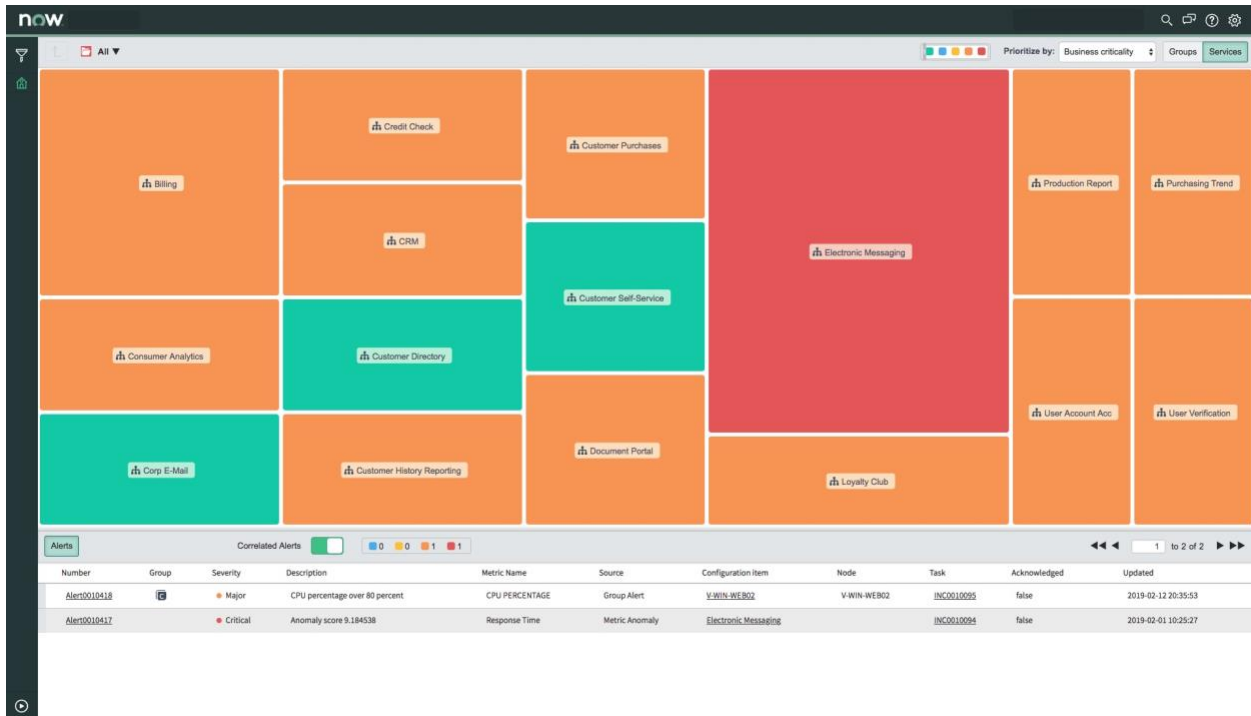 now
All ▼
Prioritize by: Business criticality Groups Services
Billing
Credit Check
Customer Purchases
Electronic Messaging
Production Report
Purchasing Trend
CRM
Customer Self-Service
Consumer Analytics
Customer Directory
Corp E-Mail
Customer History Reporting
Document Portal
Loyalty Club
User Account Acc
User Verification
Alerts Correlated Alerts 0 0 1 1 1 to 2 of 2
Number Group Severity Description Metric Name Source Configuration item Node Task Acknowledged Updated
Alert0010418 Major CPU percentage over 80 percent CPU PERCENTAGE Group Alert V-WIN-WEB02 V-WIN-WEB02 INC0010095 false 2019-02-12 20:35:53
Alert0010417 Critical Anomaly score 9.184538 Response Time Metric Anomaly Electronic Messaging INC0010094 false 2019-02-01 10:25:27